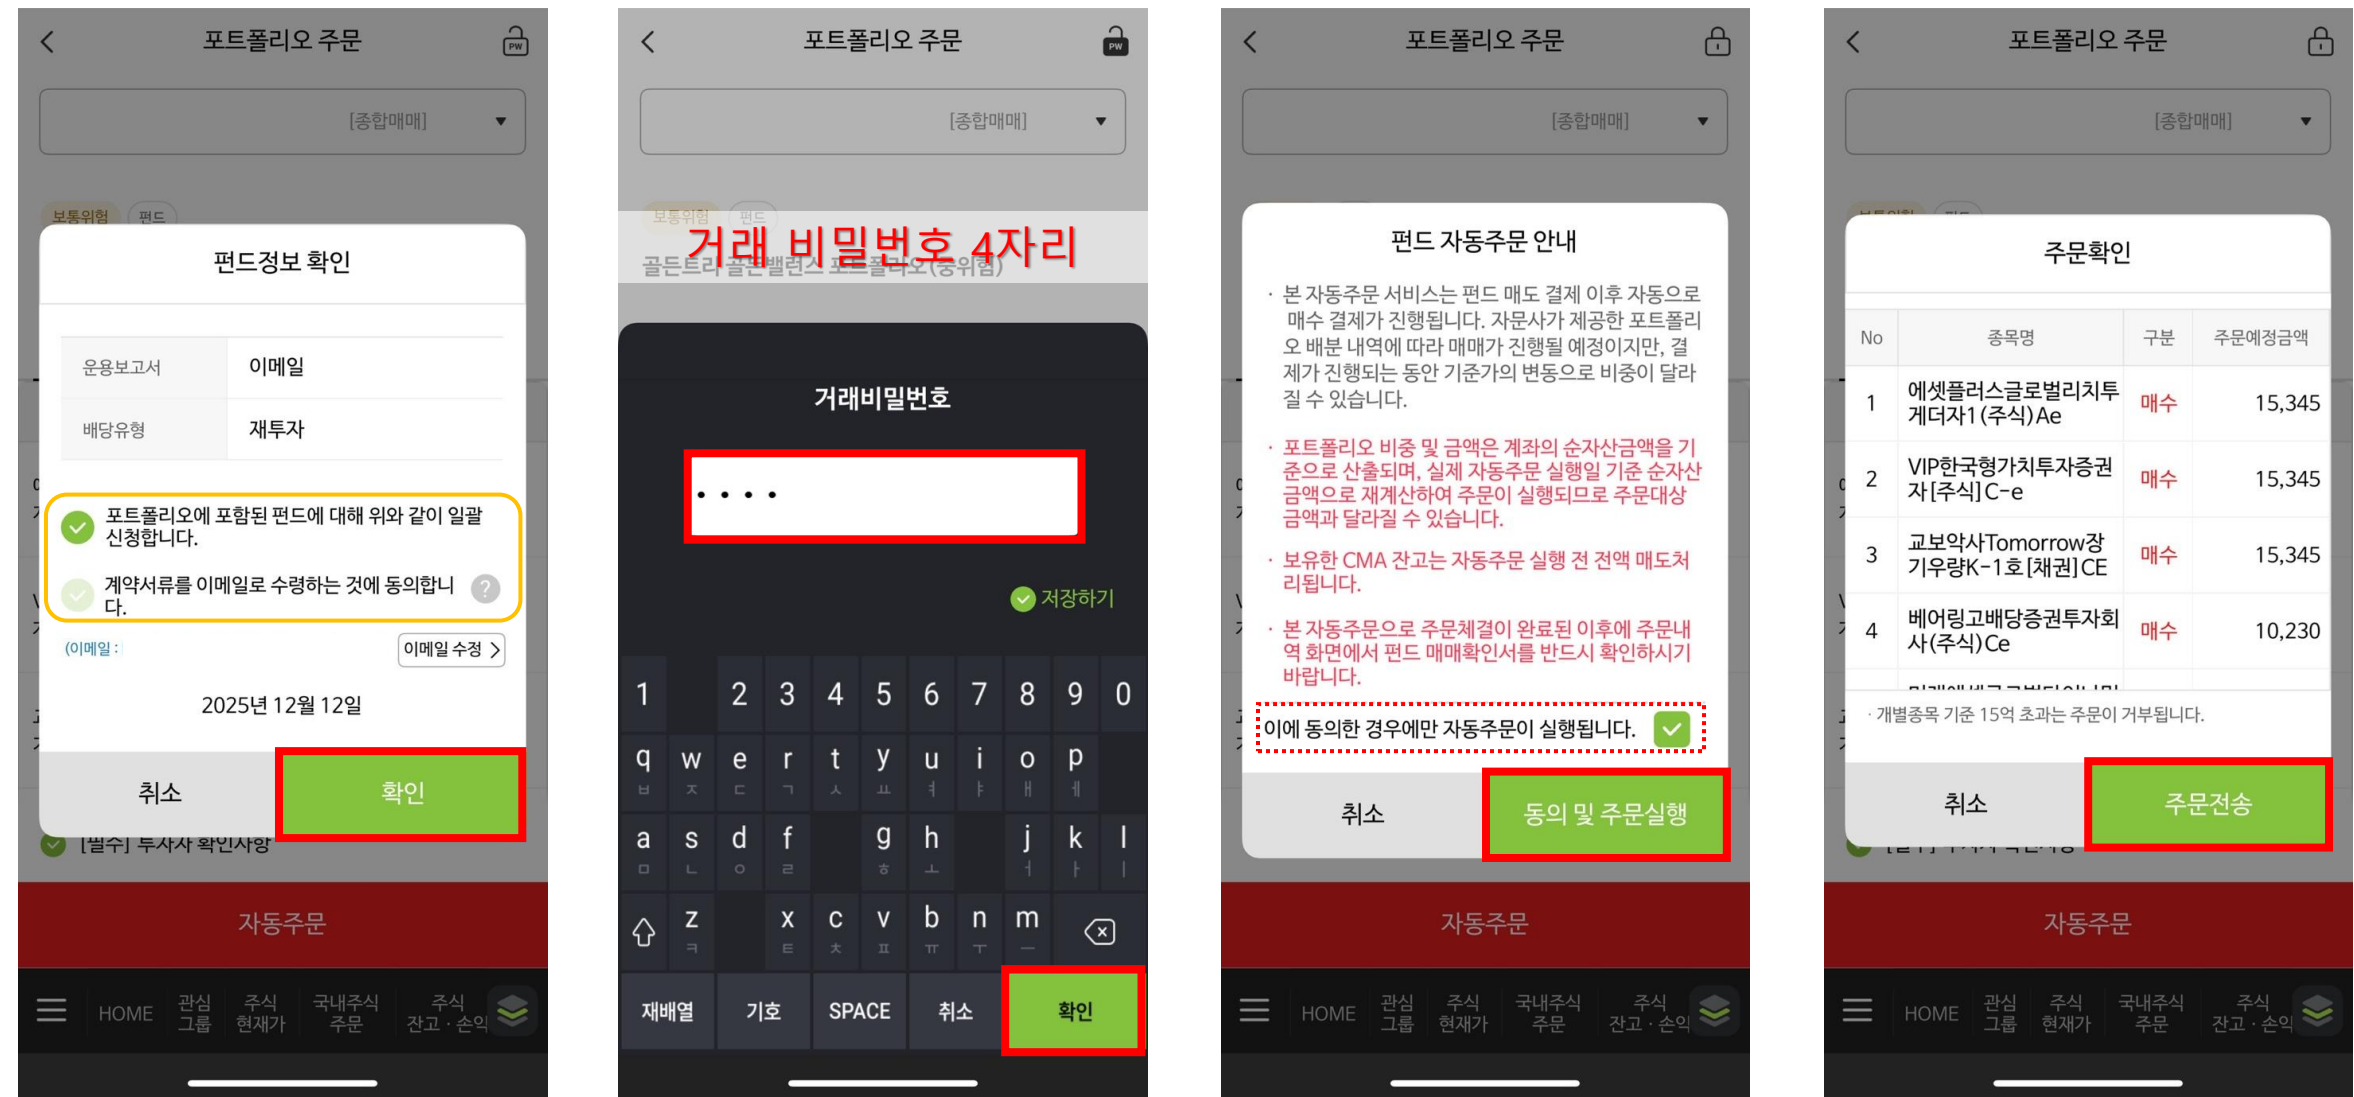 포트폴리오 주문
PW
[종합매매]
보통위험
펀드
펀드정보 확인
운용보고서
이메일
배당유형
재투자
포트폴리오에 포함된 펀드에 대해 위와 같이 일괄
신청합니다.
계약서류를 이메일로 수령하는 것에 동의합니
다.
?
(이메일 :
이메일 수정
2025년 12월 12일
취소
확인
[필수] 투자자 확인사항
자동주문
HOME
관심
그룹
주식
현재가
국내주식
주문
주식
잔고 · 손익
포트폴리오 주문
PW
[종합매매]
보통위험
펀드
거래 비밀번호 4자리
골든트리 골든밸런스 포트폴리오(중위험)
거래비밀번호
저장하기
1 2 3 4 5 6 7 8 9 0
q w e r t y u i o p
ㅂ ㅈ ㄷ ㄱ ㅅ ㅛ ㅕ ㅑ ㅐ ㅔ
a s d f g h j k l
ㅁ ㄴ ㅇ ㄹ ㅎ ㅗ ㅓ ㅏ ㅣ
z x c v b n m
ㅋ ㅌ ㅊ ㅍ ㅠ ㅜ ㅡ
재배열
기호
SPACE
취소
확인
포트폴리오 주문
[종합매매]
펀드 자동주문 안내
· 본 자동주문 서비스는 펀드 매도 결제 이후 자동으로
매수 결제가 진행됩니다. 자문사가 제공한 포트폴리
오 배분 내역에 따라 매매가 진행될 예정이지만, 결
제가 진행되는 동안 기준가의 변동으로 비중이 달라
질 수 있습니다.
· 포트폴리오 비중 및 금액은 계좌의 순자산금액을 기
준으로 산출되며, 실제 자동주문 실행일 기준 순자산
금액으로 재계산하여 주문이 실행되므로 주문대상
금액과 달라질 수 있습니다.
· 보유한 CMA 잔고는 자동주문 실행 전 전액 매도처
리됩니다.
· 본 자동주문으로 주문체결이 완료된 이후에 주문내
역 화면에서 펀드 매매확인서를 반드시 확인하시기
바랍니다.
이에 동의한 경우에만 자동주문이 실행됩니다.
취소
동의 및 주문실행
자동주문
HOME
관심
그룹
주식
현재가
국내주식
주문
주식
잔고 · 손익
포트폴리오 주문
[종합매매]
주문확인
No 종목명 구분 주문예정금액
1 에셋플러스글로벌리치투 매수 15,345
게더자1(주식)Ae
2 VIP한국형가치투자증권 매수 15,345
자[주식]C-e
3 교보악사Tomorrow장 매수 15,345
기우량K-1호[채권]CE
4 베어링고배당증권투자회 매수 10,230
사(주식)Ce
· 개별종목 기준 15억 초과는 주문이 거부됩니다.
취소
주문전송
자동주문
HOME
관심
그룹
주식
현재가
국내주식
주문
주식
잔고 · 손익